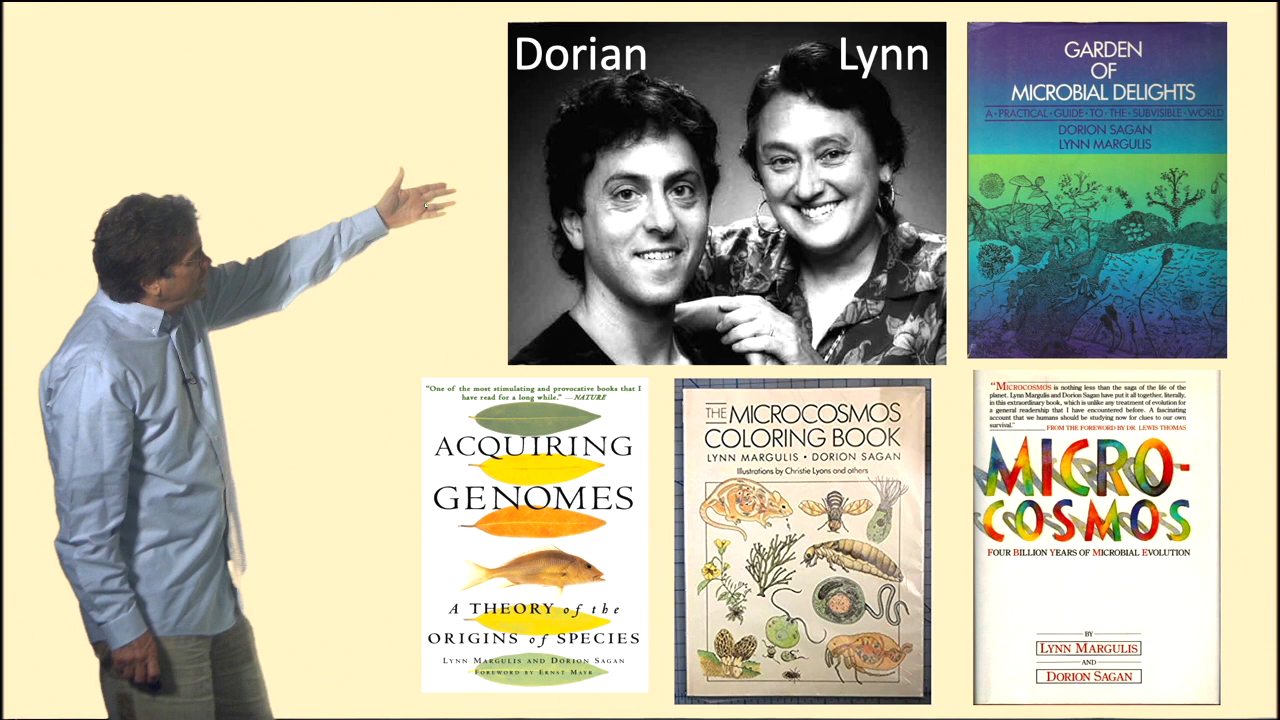 Dorian
Lynn
GARDEN
OF
MICROBIAL DELIGHTS
A • PRACTICAL • GUIDE • TO • THE • SUBVISIBLE • WORLD
DORION SAGAN
LYNN MARGULIS
"One of the most stimulating and provocative books that I
have read for a long while." —NATURE
ACQUIRING
GENOMES
A THEORY of the
ORIGINS of SPECIES
LYNN MARGULIS AND DORION SAGAN
FOREWORD BY ERNST MAYR
THE MICROCOSMOS
COLORING BOOK
LYNN MARGULIS • DORION SAGAN
Illustrations by Christie Lyons and others
"MICROCOSMOS is nothing less than the saga of the life of the
planet. Lynn Margulis and Dorion Sagan have put it all together, literally,
in this extraordinary book, which is unlike any treatment of evolution for
a general readership that I have encountered before. A fascinating
account that we humans should be studying now for clues to our own
survival."
FROM THE FOREWORD BY DR. LEWIS THOMAS
MICRO-
COSMOS
FOUR BILLION YEARS OF MICROBIAL EVOLUTION
BY
LYNN MARGULIS
AND
DORION SAGAN